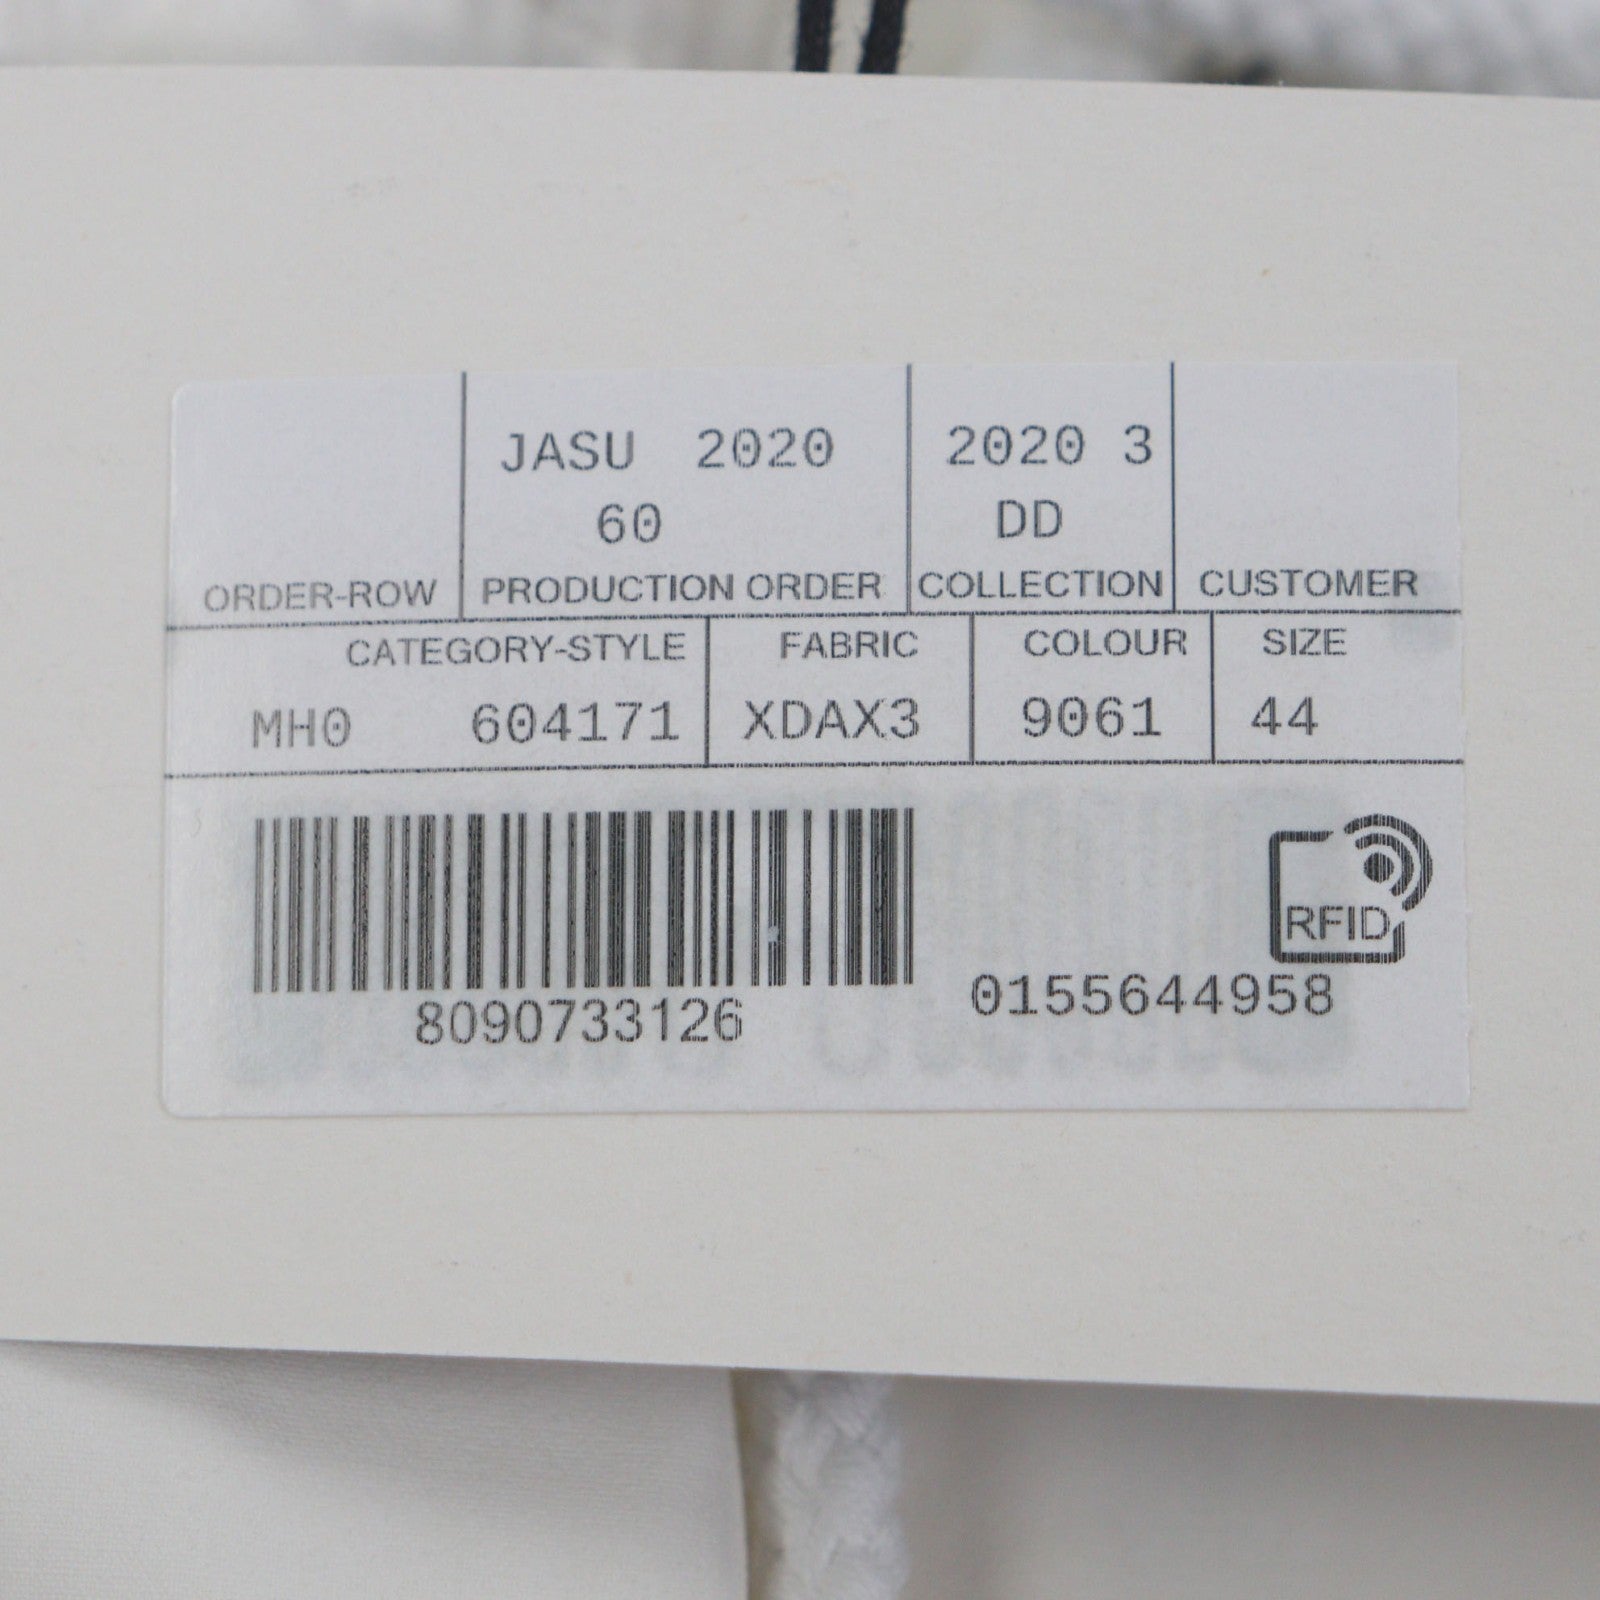 JASU 2020 2020 3
60 DD
ORDER-ROW PRODUCTION ORDER COLLECTION CUSTOMER
CATEGORY-STYLE FABRIC COLOUR SIZE
MH0 604171 XDAX3 9061 44
RFID
8090733126 0155644958